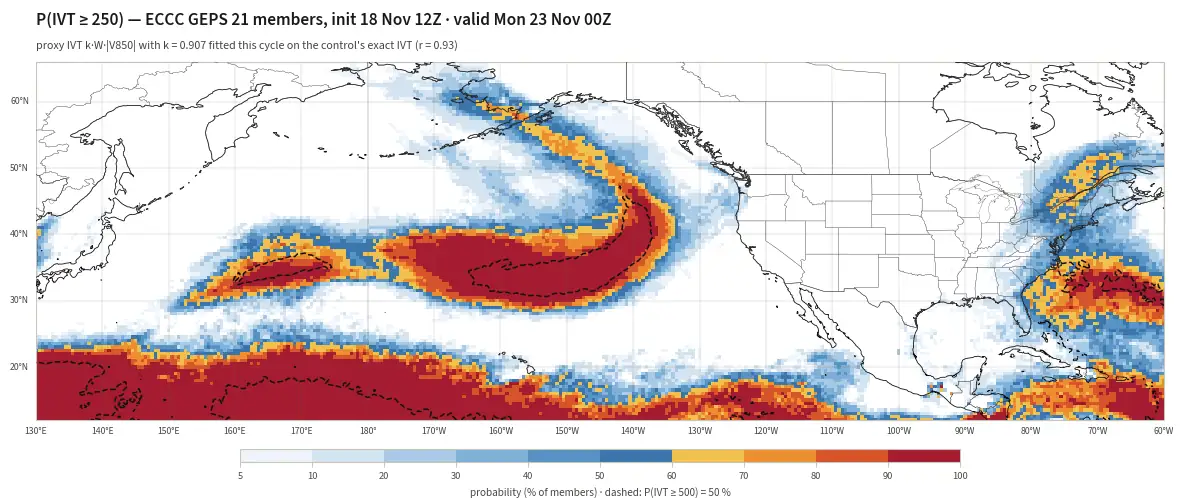 P(IVT ≥ 250) — ECCC GEPS 21 members, init 18 Nov 12Z · valid Mon 23 Nov 00Z
proxy IVT k·W·|V850| with k = 0.907 fitted this cycle on the control's exact IVT (r = 0.93)
60°N
50°N
40°N
30°N
20°N
130°E 140°E 150°E 160°E 170°E 180° 170°W 160°W 150°W 140°W 130°W 120°W 110°W 100°W 90°W 80°W 70°W 60°W
5 10 20 30 40 50 60 70 80 90 100
probability (% of members) · dashed: P(IVT ≥ 500) = 50 %